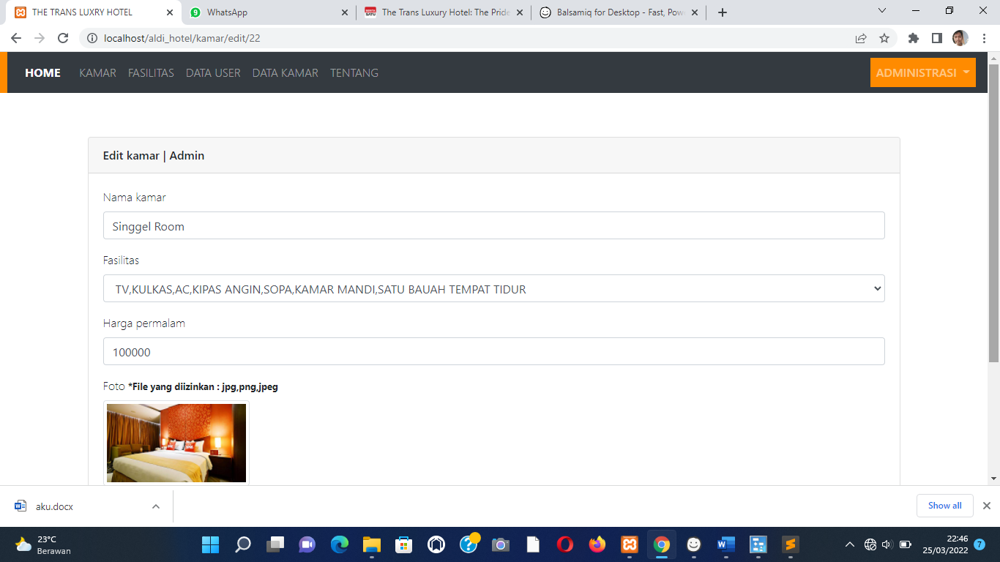 THE TRANS LUXRY HOTEL
WhatsApp
The Trans Luxury Hotel: The Pride
Balsamiq for Desktop - Fast, Pow
localhost/aldi_hotel/kamar/edit/22
HOME KAMAR FASILITAS DATA USER DATA KAMAR TENTANG ADMINISTRASI
Edit kamar | Admin
Nama kamar
Singgel Room
Fasilitas
TV,KULKAS,AC,KIPAS ANGIN,SOPA,KAMAR MANDI,SATU BAUAH TEMPAT TIDUR
Harga permalam
100000
Foto *File yang diizinkan : jpg,png,jpeg
aku.docx
Show all
23°C
Berawan
22:46
25/03/2022
7